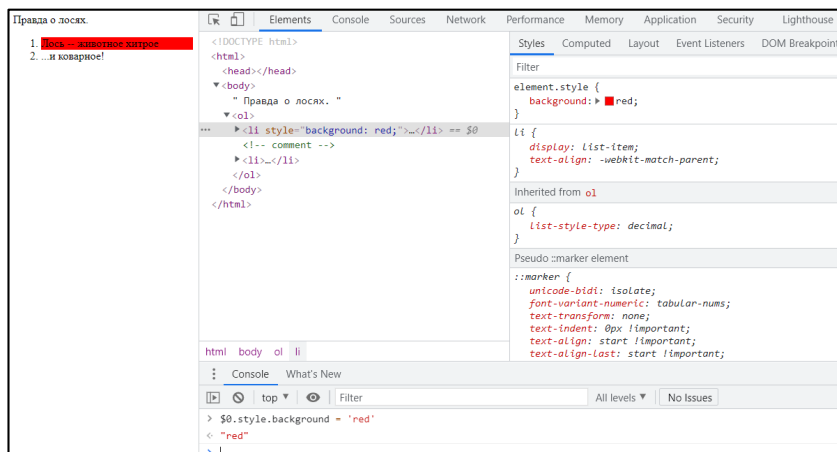 Правда о лосях.
1. Лось -- животное хитрое
2. ...и коварное!
Elements Console Sources Network Performance Memory Application Security Lighthouse
<!DOCTYPE html>
<html>
<head></head>
▼<body>
" Правда о лосях. "
▼<ol>
••• ▶<li style="background: red;">…</li> == $0
<!-- comment -->
▶<li>…</li>
</ol>
</body>
</html>
html body ol li
Styles Computed Layout Event Listeners DOM Breakpoint
Filter
element.style {
background:▶ red;
}
li {
display: list-item;
text-align: -webkit-match-parent;
}
Inherited from ol
ol {
list-style-type: decimal;
}
Pseudo ::marker element
::marker {
unicode-bidi: isolate;
font-variant-numeric: tabular-nums;
text-transform: none;
text-indent: 0px !important;
text-align: start !important;
text-align-last: start !important;
Console What's New
top ▼ Filter All levels ▼ No Issues
> $0.style.background = 'red'
< "red"
>